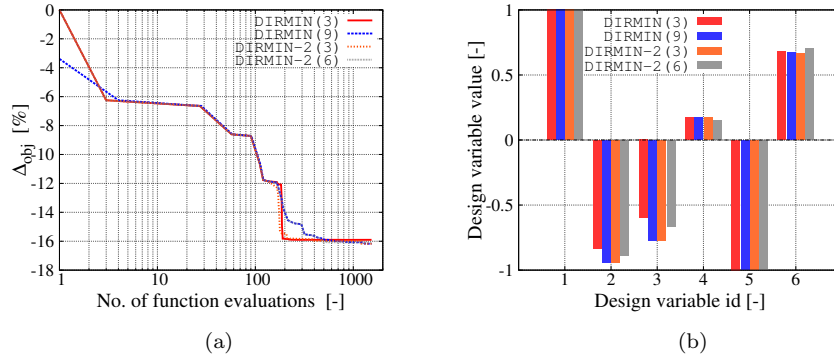 0
-2
-4
-6
-8
-10
-12
-14
-16
-18
Δobj [%]
1 10 100 1000
No. of function evaluations [-]
DIRMIN(3)
DIRMIN(9)
DIRMIN-2(3)
DIRMIN-2(6)
(a)
1
0.5
0
-0.5
-1
Design variable value [-]
1 2 3 4 5 6
Design variable id [-]
DIRMIN(3)
DIRMIN(9)
DIRMIN-2(3)
DIRMIN-2(6)
(b)